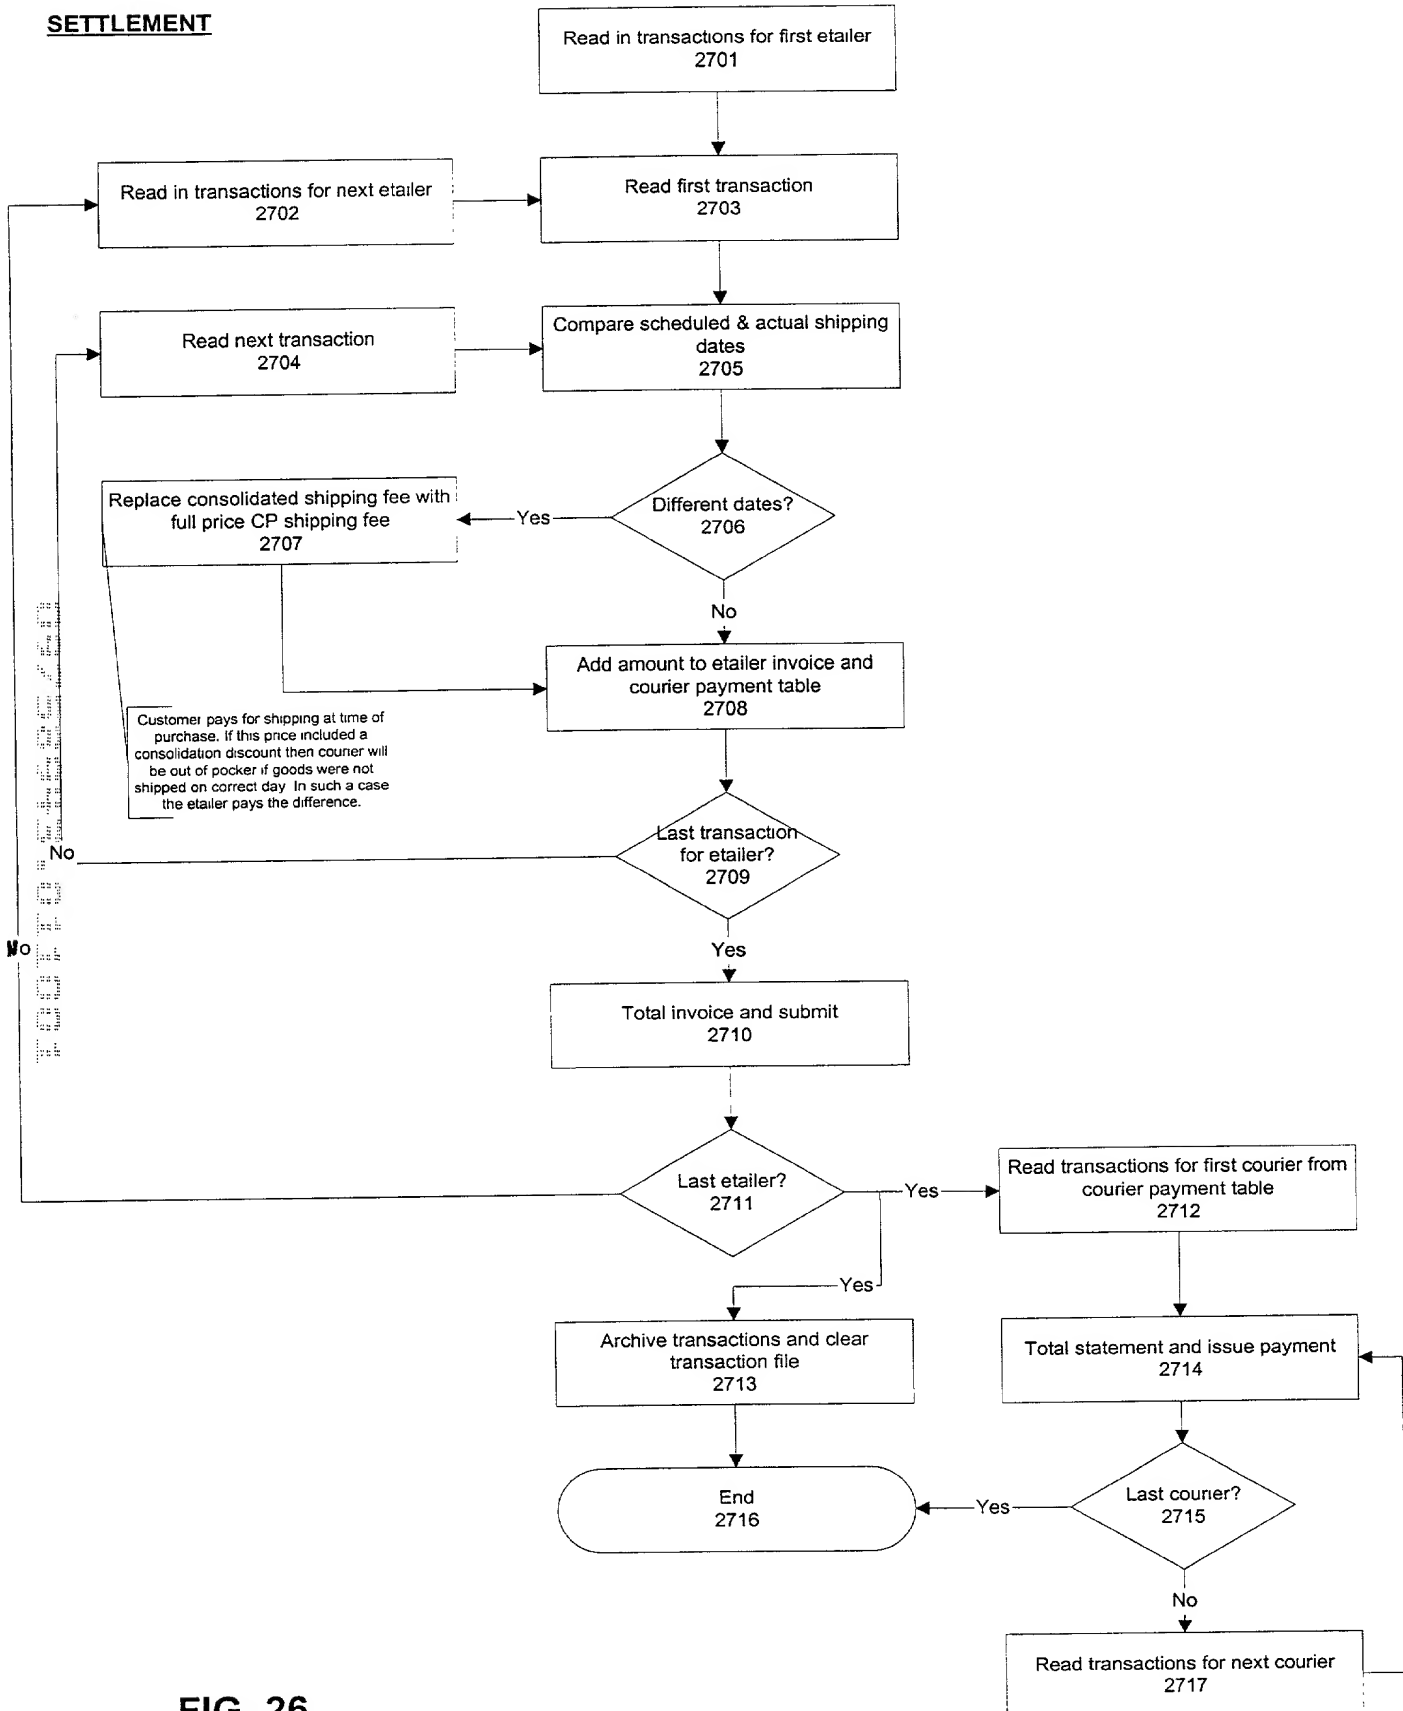 SETTLEMENT
Read in transactions for first etailer
2701
Read in transactions for next etailer
2702
Read first transaction
2703
Read next transaction
2704
Compare scheduled & actual shipping
dates
2705
Different dates?
2706
Yes
Replace consolidated shipping fee with
full price CP shipping fee
2707
No
Add amount to etailer invoice and
courier payment table
2708
Customer pays for shipping at time of
purchase. If this price included a
consolidation discount then courier will
be out of pocker if goods were not
shipped on correct day In such a case
the etailer pays the difference.
Last transaction
for etailer?
2709
No
Yes
No
Total invoice and submit
2710
Last etailer?
2711
Yes
Read transactions for first courier from
courier payment table
2712
Yes
Archive transactions and clear
transaction file
2713
Total statement and issue payment
2714
End
2716
Yes
Last courier?
2715
No
Read transactions for next courier
2717
FIG. 26